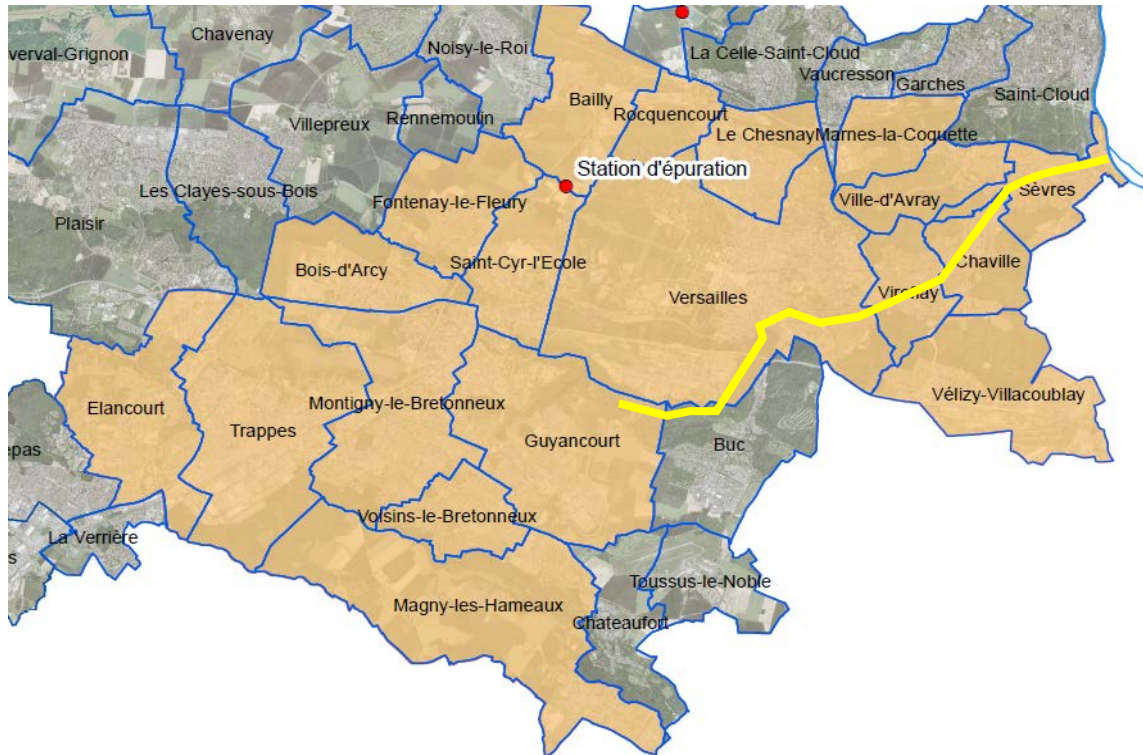 Chavenay
overval-Grignon
Noisy-le-Roi
La Celle-Saint-Cloud
Vaucresson
Garches
Saint-Cloud
Bailly
Rocquencourt
Villepreux
Rennemoulin
Le Chesnay
Marnes-la-Coquette
Station d'épuration
Les Clayes-sous-Bois
Fontenay-le-Fleury
Ville-d'Avray
Sèvres
Plaisir
Bois-d'Arcy
Saint-Cyr-l'Ecole
Chaville
Versailles
Viroflay
Elancourt
Montigny-le-Bretonneux
Vélizy-Villacoublay
Trappes
Guyancourt
Buc
epas
Voisins-le-Bretonneux
La Verrière
s
Toussus-le-Noble
Magny-les-Hameaux
Chateaufort